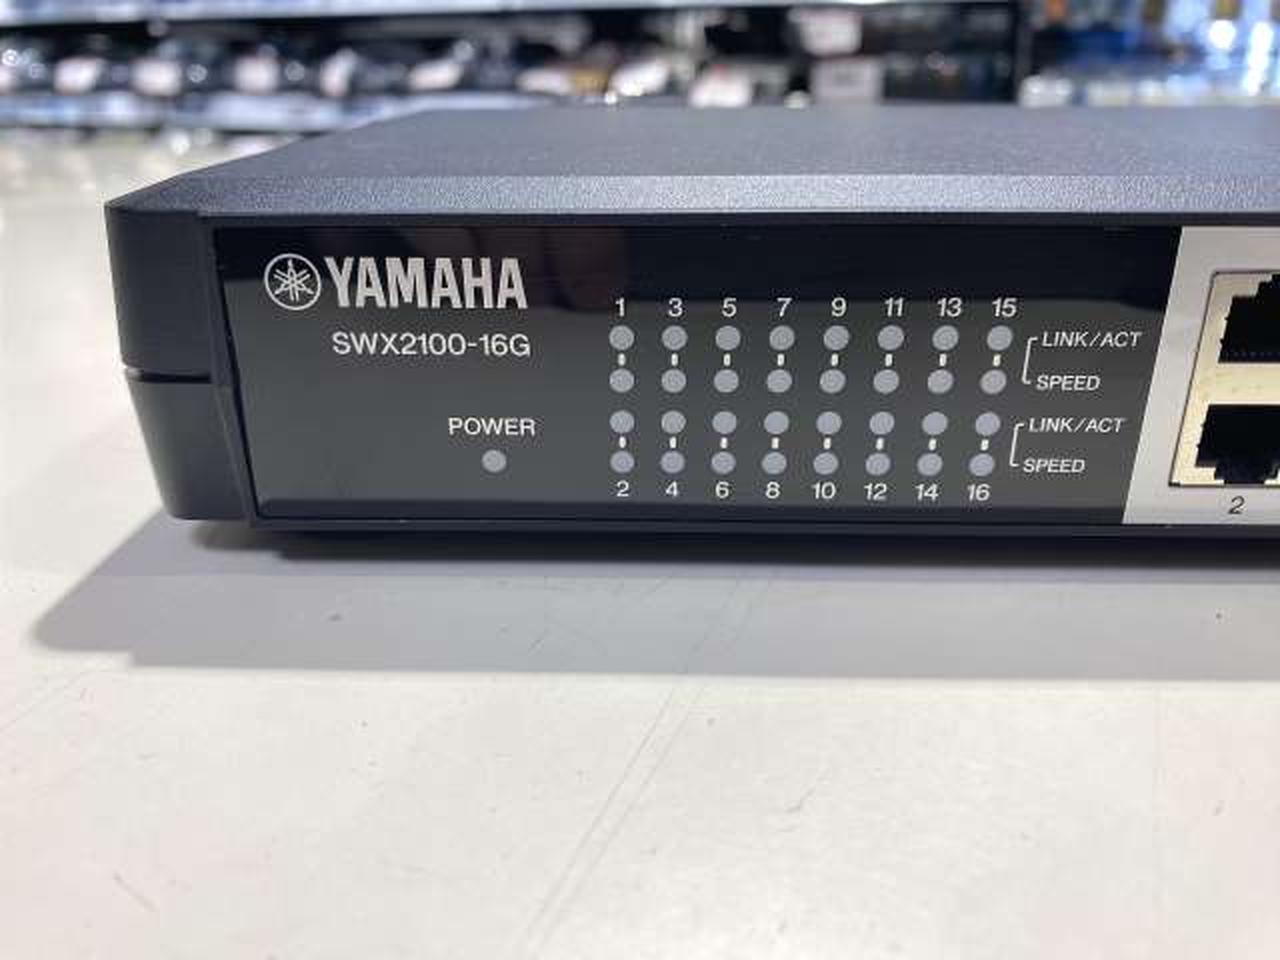 YAMAHA
SWX2100-16G
POWER
1 3 5 7 9 11 13 15
LINK/ACT
SPEED
LINK/ACT
SPEED
2 4 6 8 10 12 14 16
2